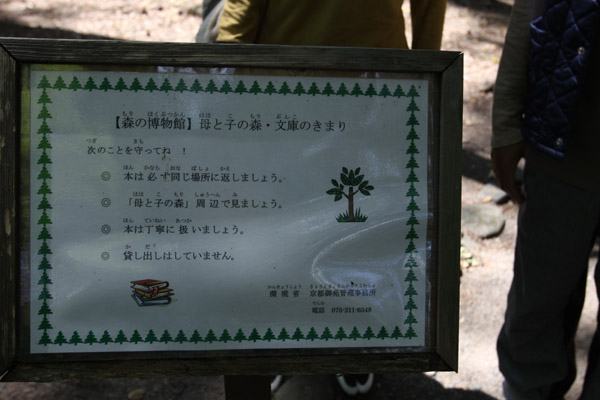 【森の博物館】母と子の森・文庫のきまり
次のことを守ってね ！
◎ 本は必ず同じ場所に返しましょう。
◎ 「母と子の森」周辺で見ましょう。
◎ 本は丁寧に扱いましょう。
◎ 貸し出しはしていません。
環境省 京都御苑管理事務所
電話 075-211-6348